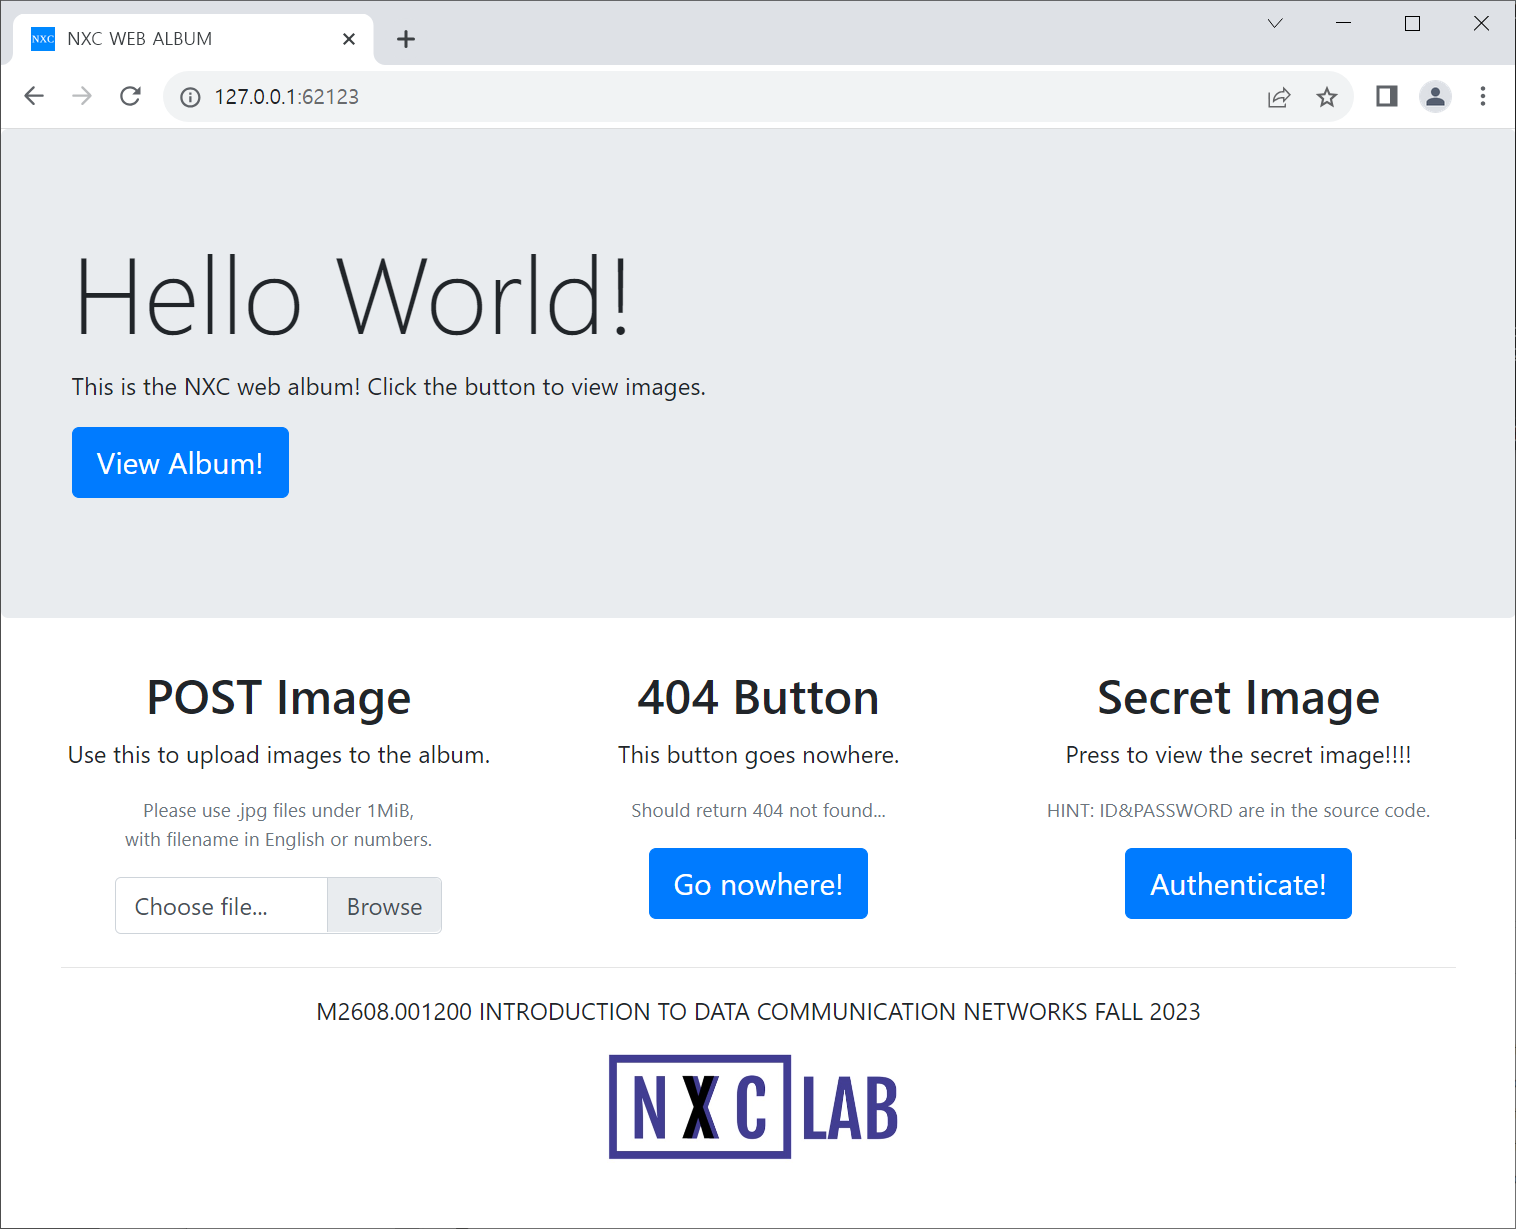 NXC NXC WEB ALBUM
127.0.0.1:62123
Hello World!
This is the NXC web album! Click the button to view images.
View Album!
POST Image
Use this to upload images to the album.
Please use .jpg files under 1MiB,
with filename in English or numbers.
Choose file... Browse
404 Button
This button goes nowhere.
Should return 404 not found...
Go nowhere!
Secret Image
Press to view the secret image!!!!
HINT: ID&PASSWORD are in the source code.
Authenticate!
M2608.001200 INTRODUCTION TO DATA COMMUNICATION NETWORKS FALL 2023
NXC LAB